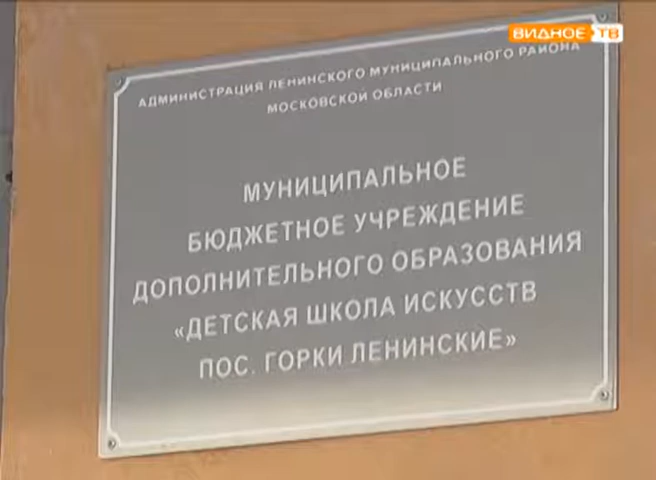 ВИДНОЕ ТВ
АДМИНИСТРАЦИЯ ЛЕНИНСКОГО МУНИЦИПАЛЬНОГО РАЙОНА
МОСКОВСКОЙ ОБЛАСТИ
МУНИЦИПАЛЬНОЕ
БЮДЖЕТНОЕ УЧРЕЖДЕНИЕ
ДОПОЛНИТЕЛЬНОГО ОБРАЗОВАНИЯ
«ДЕТСКАЯ ШКОЛА ИСКУССТВ
ПОС. ГОРКИ ЛЕНИНСКИЕ»